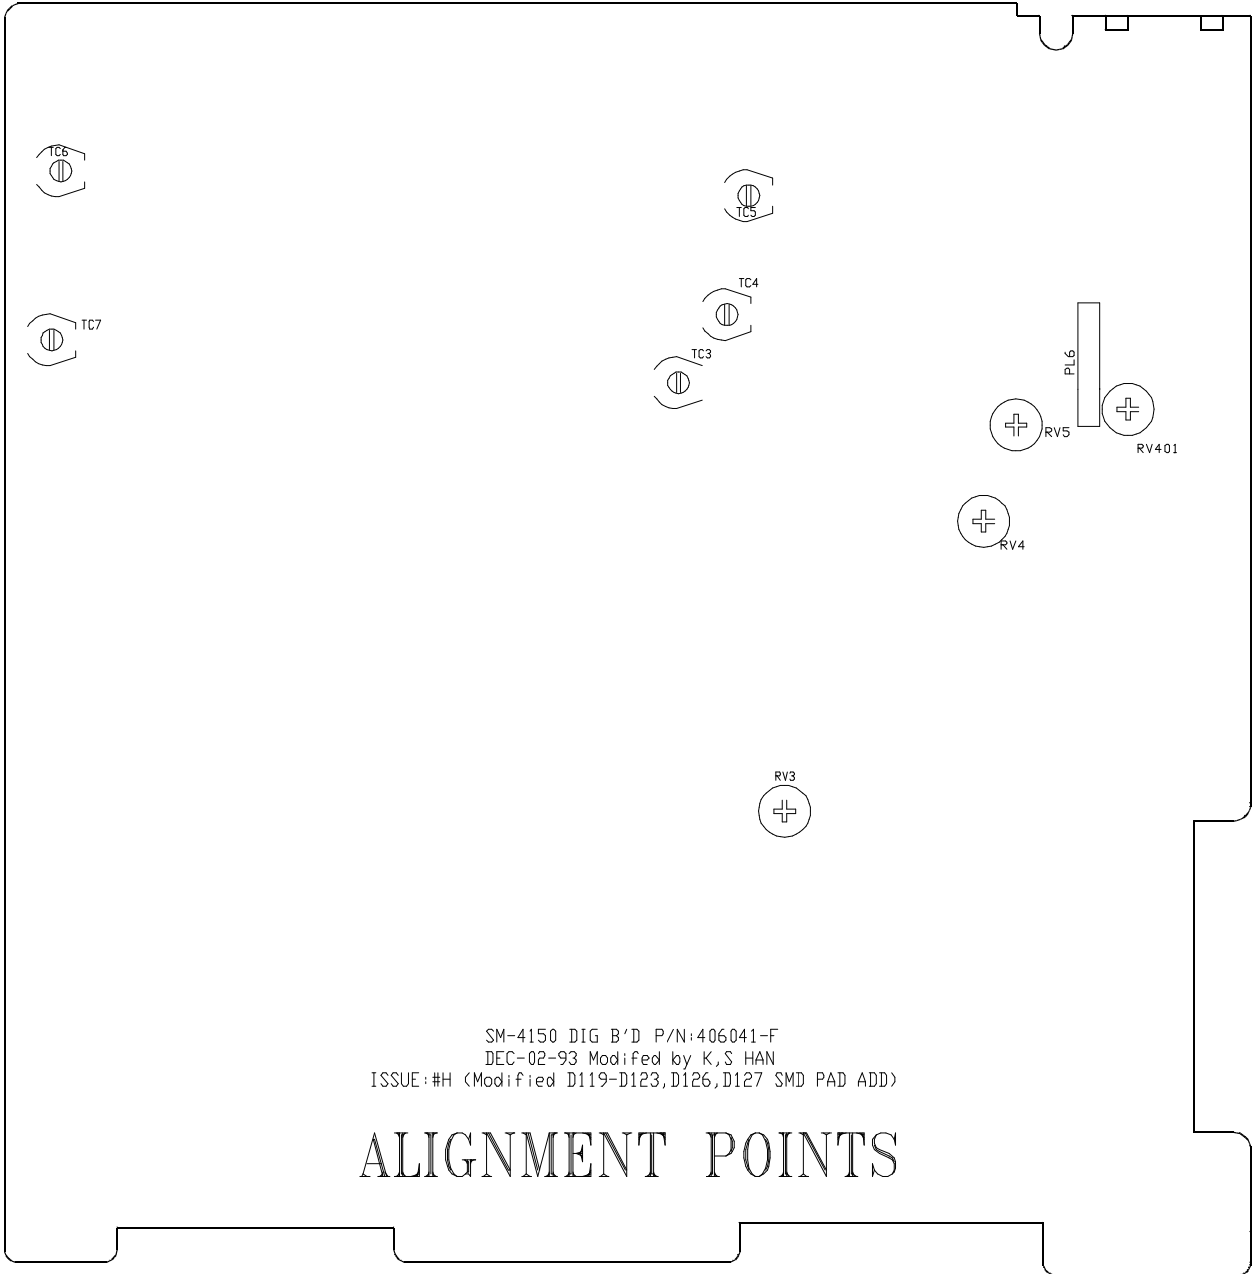 TC6
TC5
TC4
TC7
TC3
PL6
RV5
RV401
RV4
RV3
SM-4150 DIG B'D P/N:406041-F
DEC-02-93 Modifed by K,S HAN
ISSUE:#H (Modified D119-D123,D126,D127 SMD PAD ADD)
ALIGNMENT POINTS